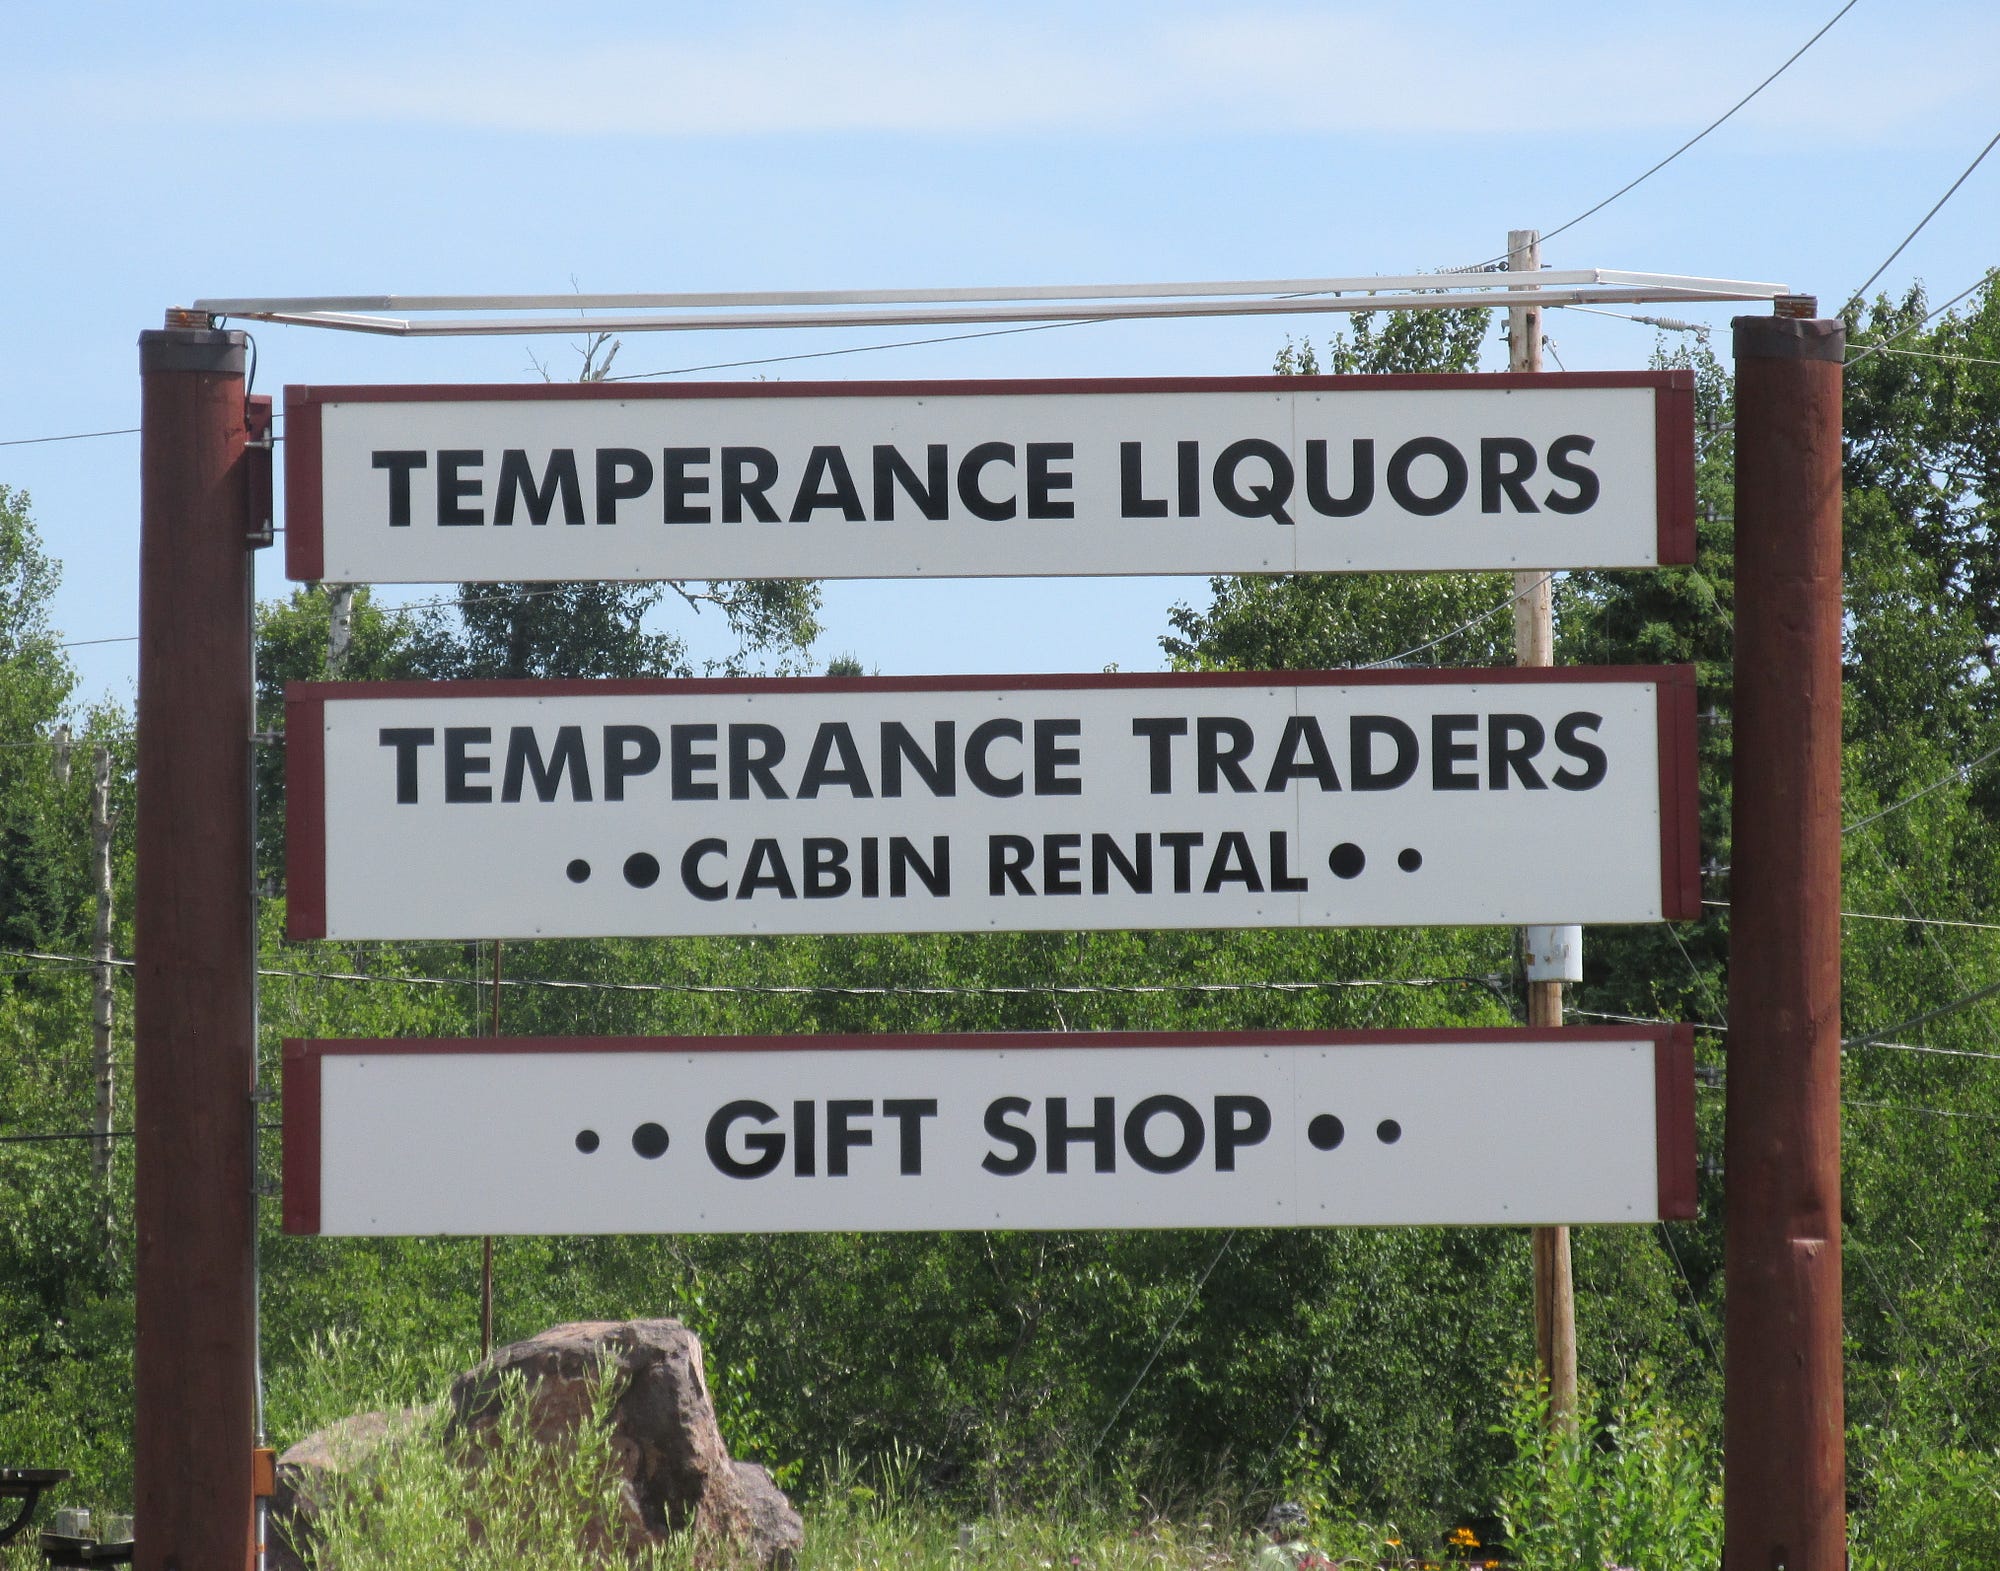 TEMPERANCE LIQUORS
TEMPERANCE TRADERS
••CABIN RENTAL••
••GIFT SHOP••